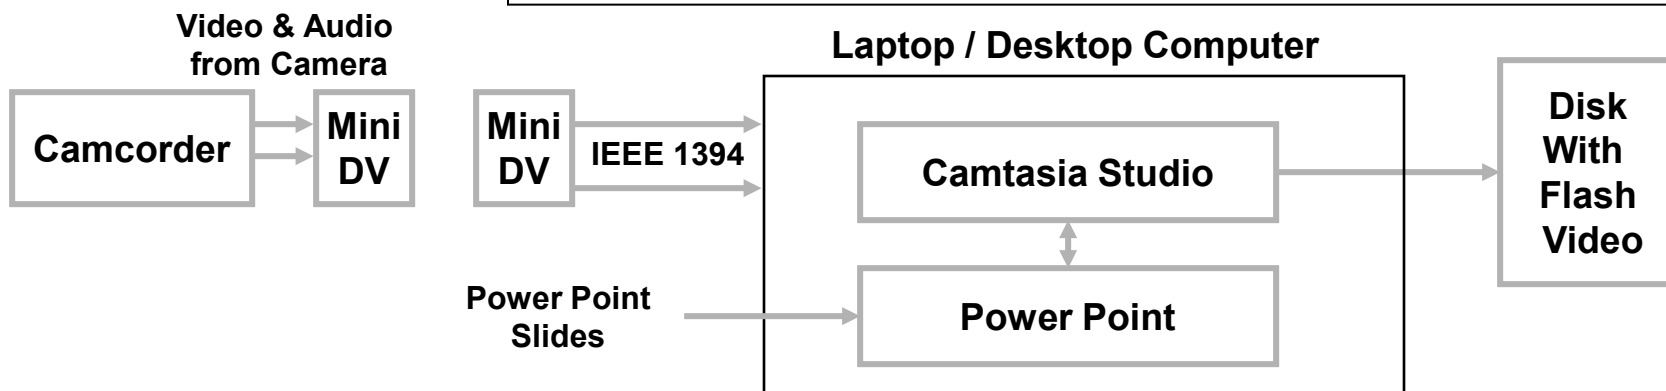 Video & Audio
from Camera
Laptop / Desktop Computer
Camcorder
Mini
DV
Mini
DV
IEEE 1394
Camtasia Studio
Disk
With
Flash
Video
Power Point
Slides
Power Point